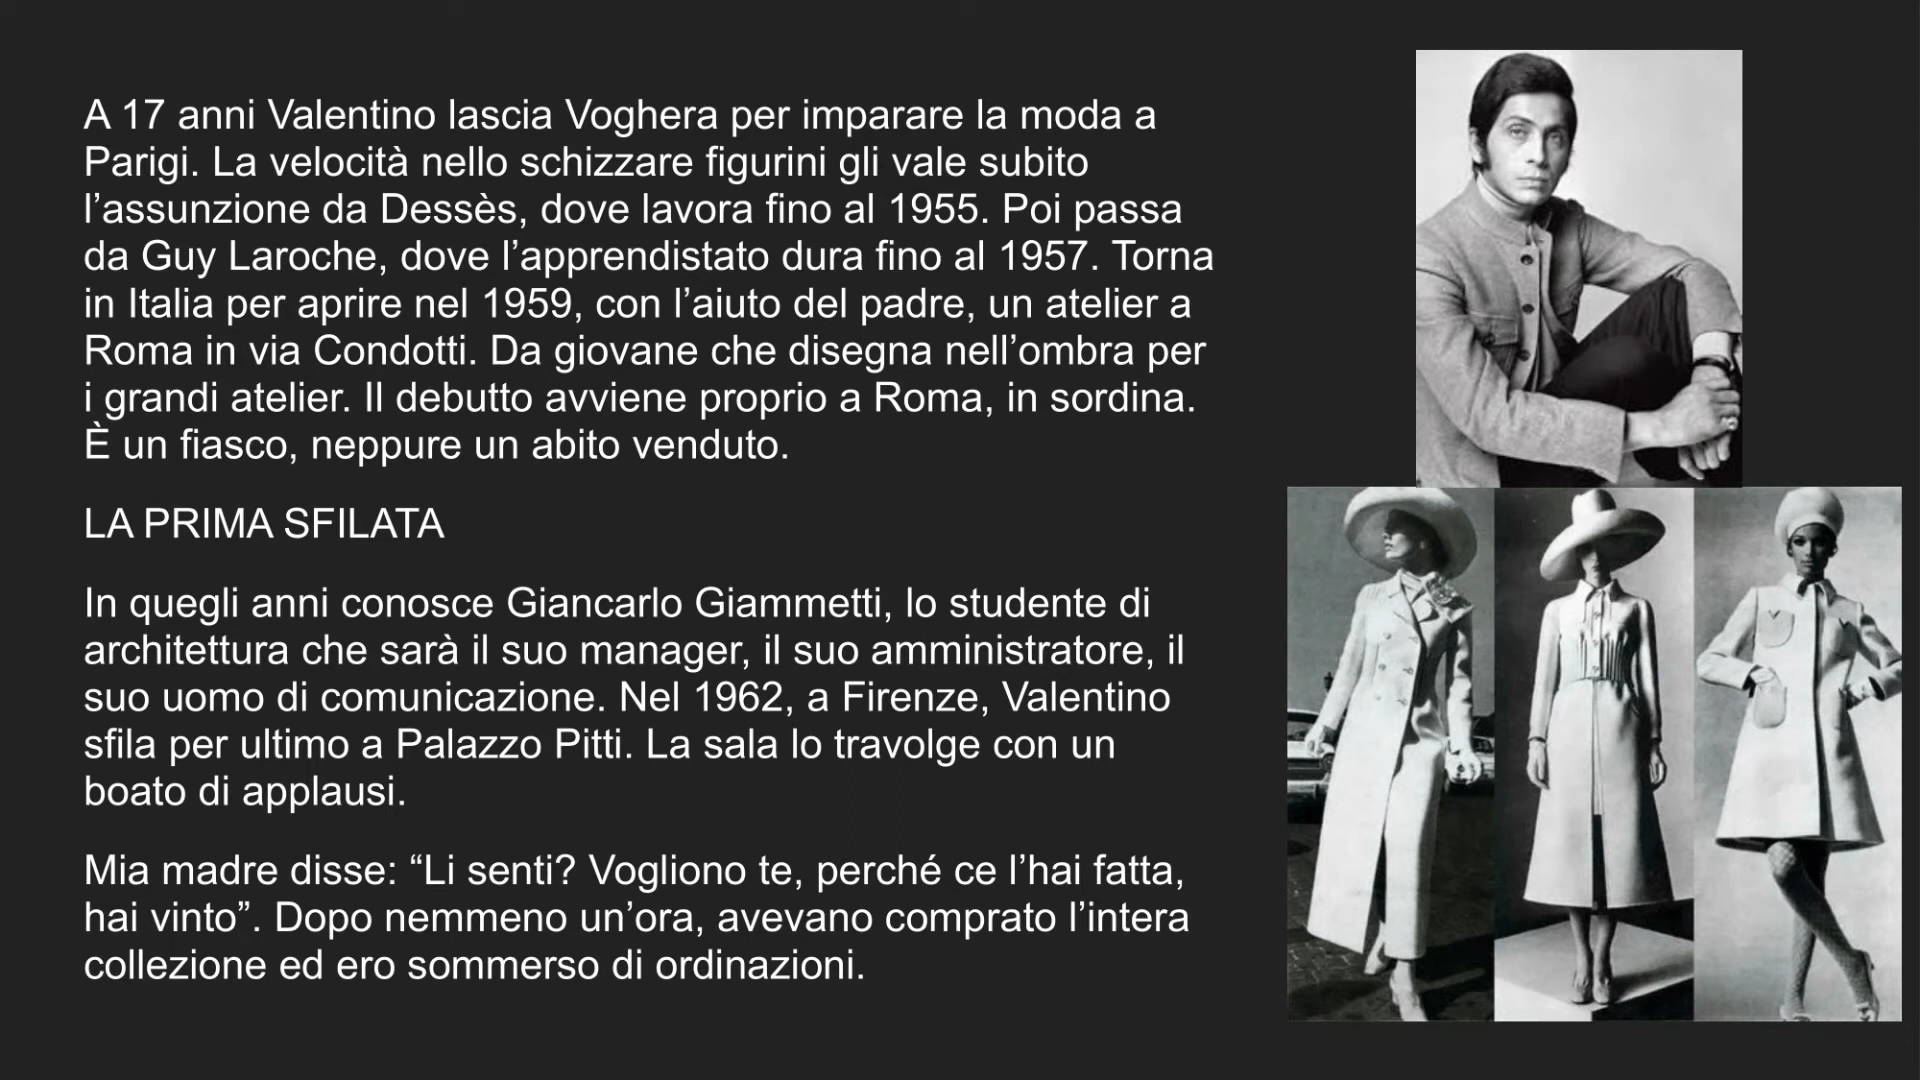 A 17 anni Valentino lascia Voghera per imparare la moda a
Parigi. La velocità nello schizzare figurini gli vale subito
l’assunzione da Dessès, dove lavora fino al 1955. Poi passa
da Guy Laroche, dove l’apprendistato dura fino al 1957. Torna
in Italia per aprire nel 1959, con l’aiuto del padre, un atelier a
Roma in via Condotti. Da giovane che disegna nell’ombra per
i grandi atelier. Il debutto avviene proprio a Roma, in sordina.
È un fiasco, neppure un abito venduto.
LA PRIMA SFILATA
In quegli anni conosce Giancarlo Giammetti, lo studente di
architettura che sarà il suo manager, il suo amministratore, il
suo uomo di comunicazione. Nel 1962, a Firenze, Valentino
sfila per ultimo a Palazzo Pitti. La sala lo travolge con un
boato di applausi.
Mia madre disse: “Li senti? Vogliono te, perché ce l’hai fatta,
hai vinto”. Dopo nemmeno un’ora, avevano comprato l’intera
collezione ed ero sommerso di ordinazioni.